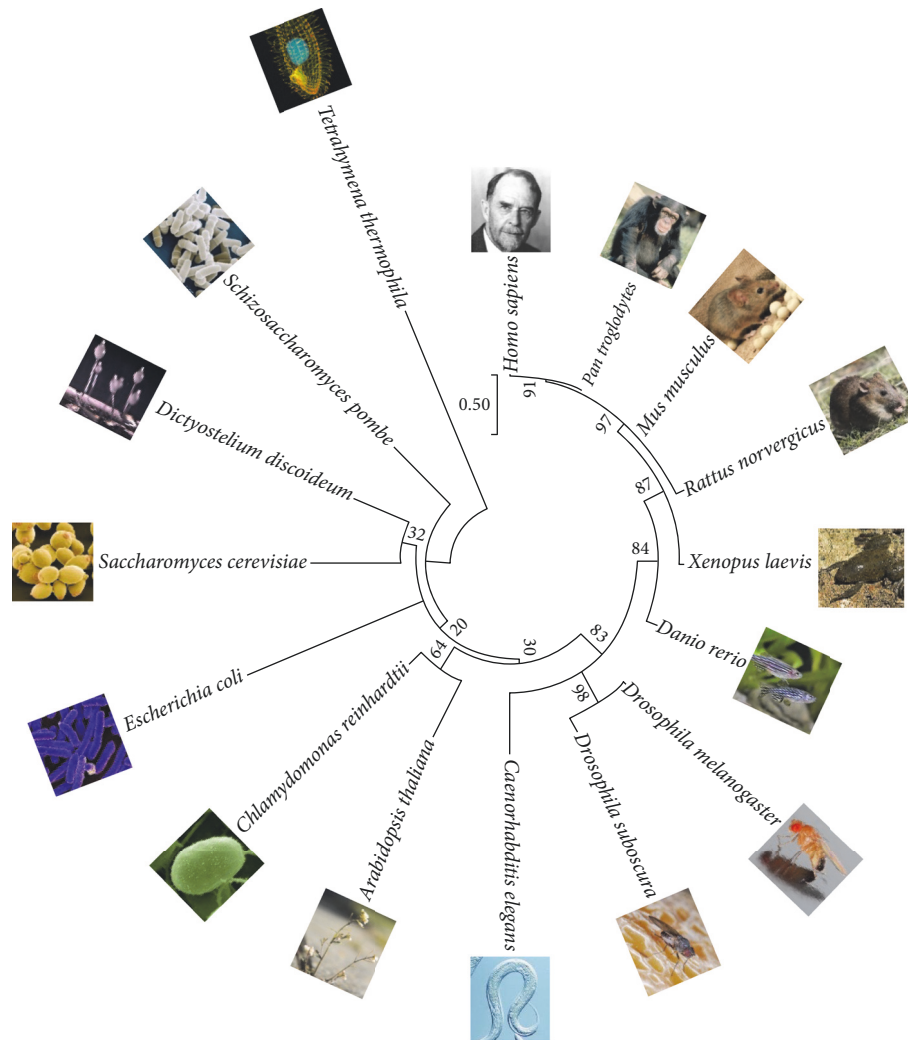 Tetrahymena thermophila
Homo sapiens
Pan troglodytes
Mus musculus
Rattus norvergicus
Xenopus laevis
Danio rerio
Drosophila melanogaster
Drosophila suboscura
Caenorhabditis elegans
Arabidopsis thaliana
Chlamydomonas reinhardtii
Escherichia coli
Saccharomyces cerevisiae
Dictyostelium discoideum
Schizosaccharomyces pombe
0.50
91
97
87
84
83
98
30
64
20
32